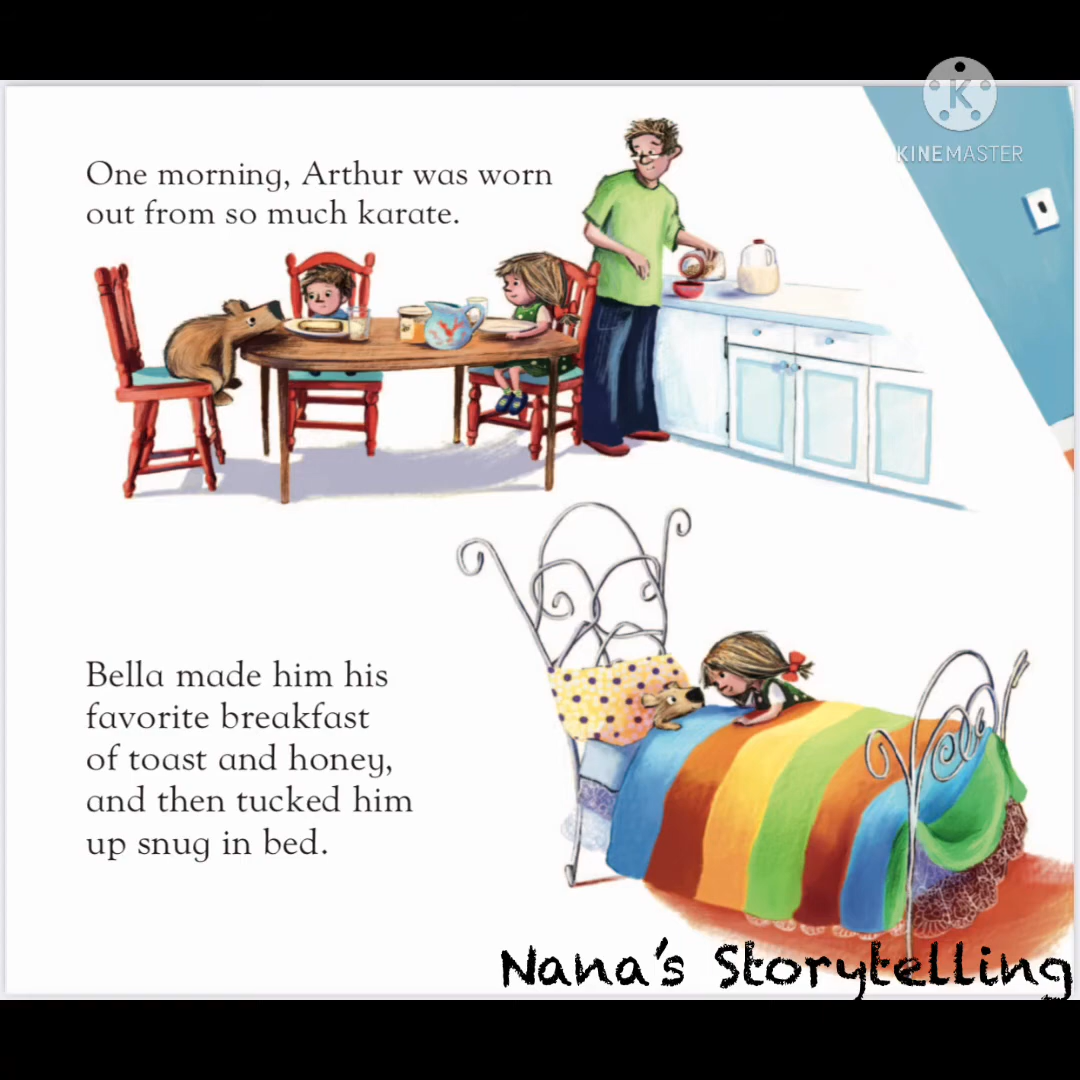 K
KINEMASTER
One morning, Arthur was worn
out from so much karate.
Bella made him his
favorite breakfast
of toast and honey,
and then tucked him
up snug in bed.
Nana's Storytelling